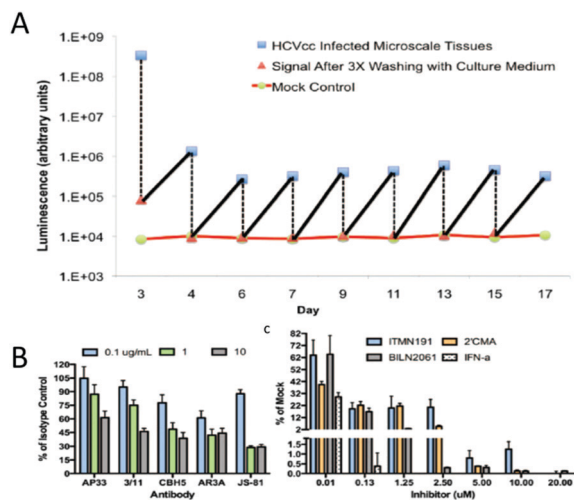 A
HCVcc Infected Microscale Tissues
Signal After 3X Washing with Culture Medium
Mock Control
Luminescence (arbitrary units)
1.E+09
1.E+08
1.E+07
1.E+06
1.E+05
1.E+04
1.E+03
3 4 6 7 9 11 13 15 17
Day
B
0.1 ug/mL 1 10
% of Isotype Control
120%
105%
90%
75%
60%
45%
30%
15%
0%
AP33 3/11 CBH5 AR3A JS-81
Antibody
c
ITMN191 2'CMA
BILN2061 IFN-a
% of Mock
82
72
62
52
42
32
22
12
2
1.5
1.0
0.5
0.0
0.01 0.13 1.25 2.50 5.00 10.00 20.00
Inhibitor (uM)